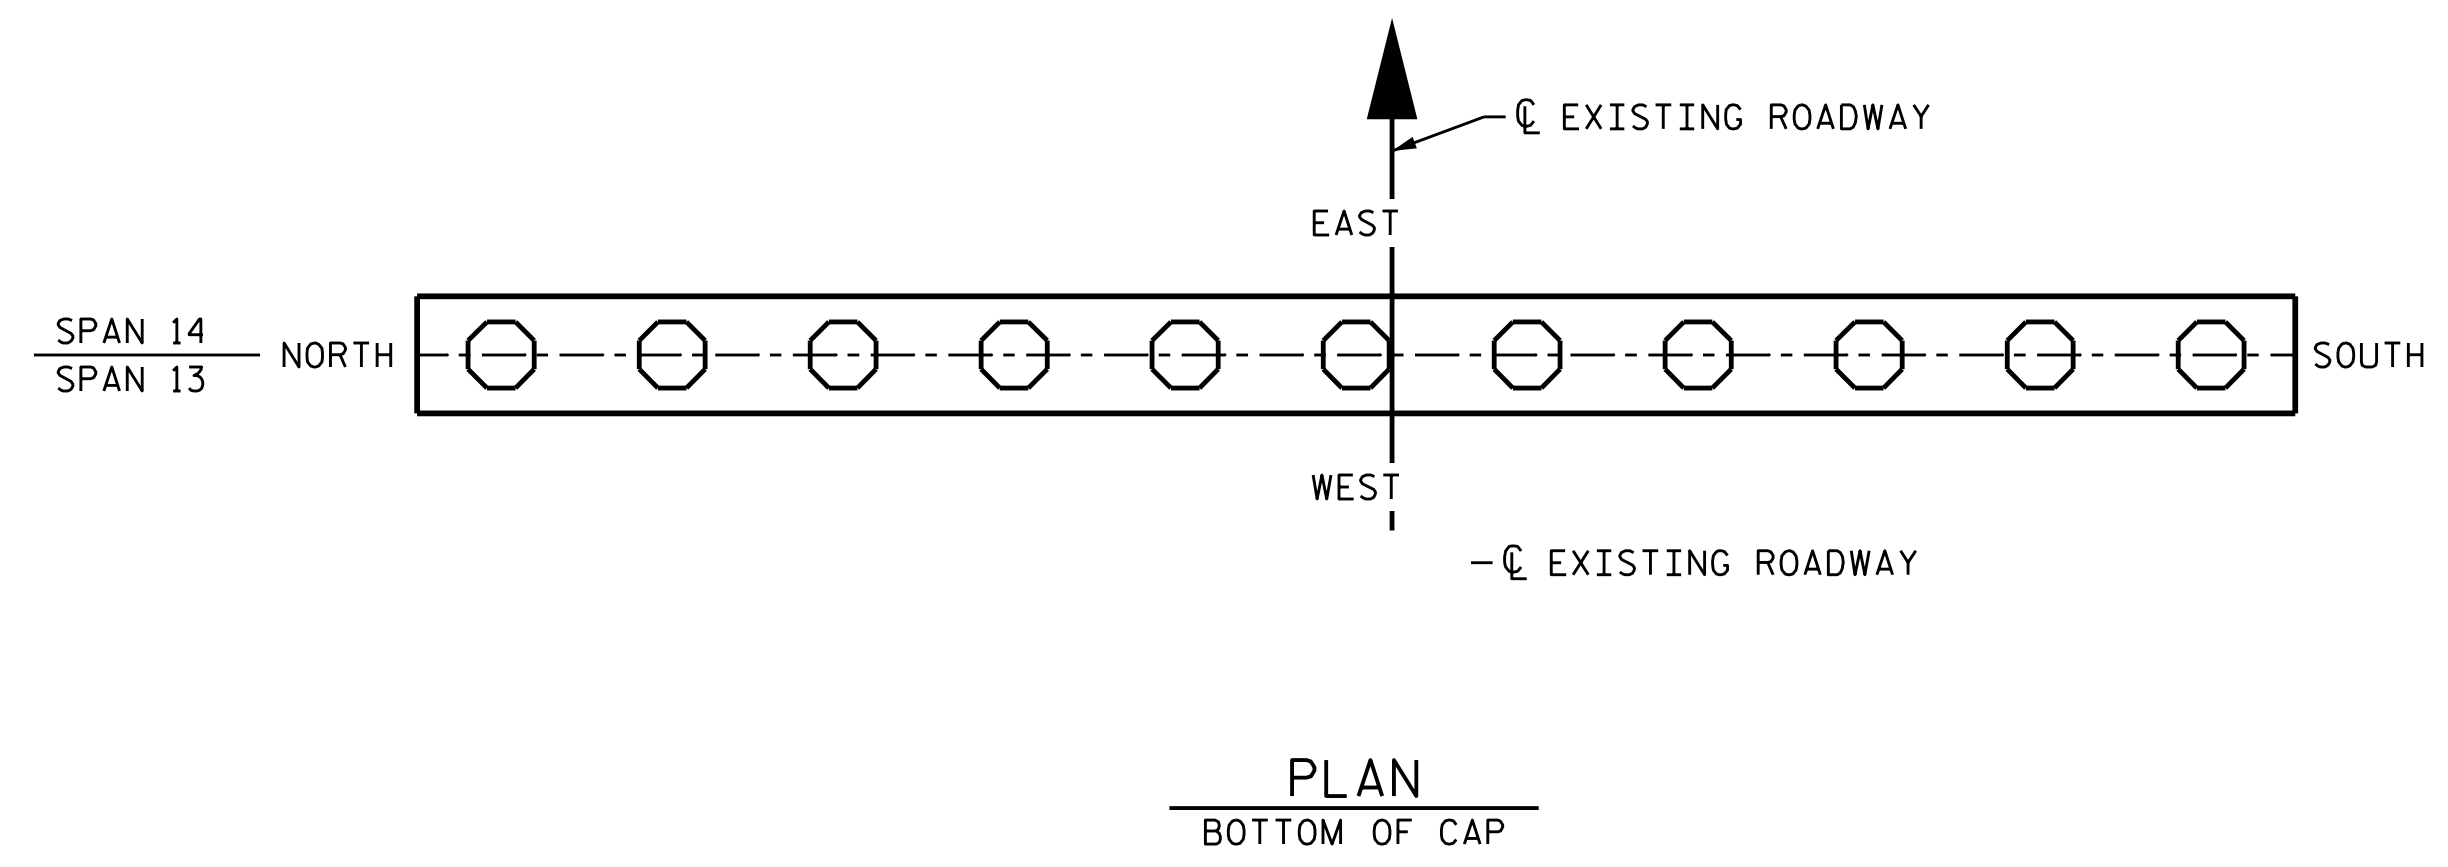 ℄ EXISTING ROADWAY
EAST
SPAN 14
SPAN 13
NORTH
SOUTH
WEST
℄ EXISTING ROADWAY
PLAN
BOTTOM OF CAP